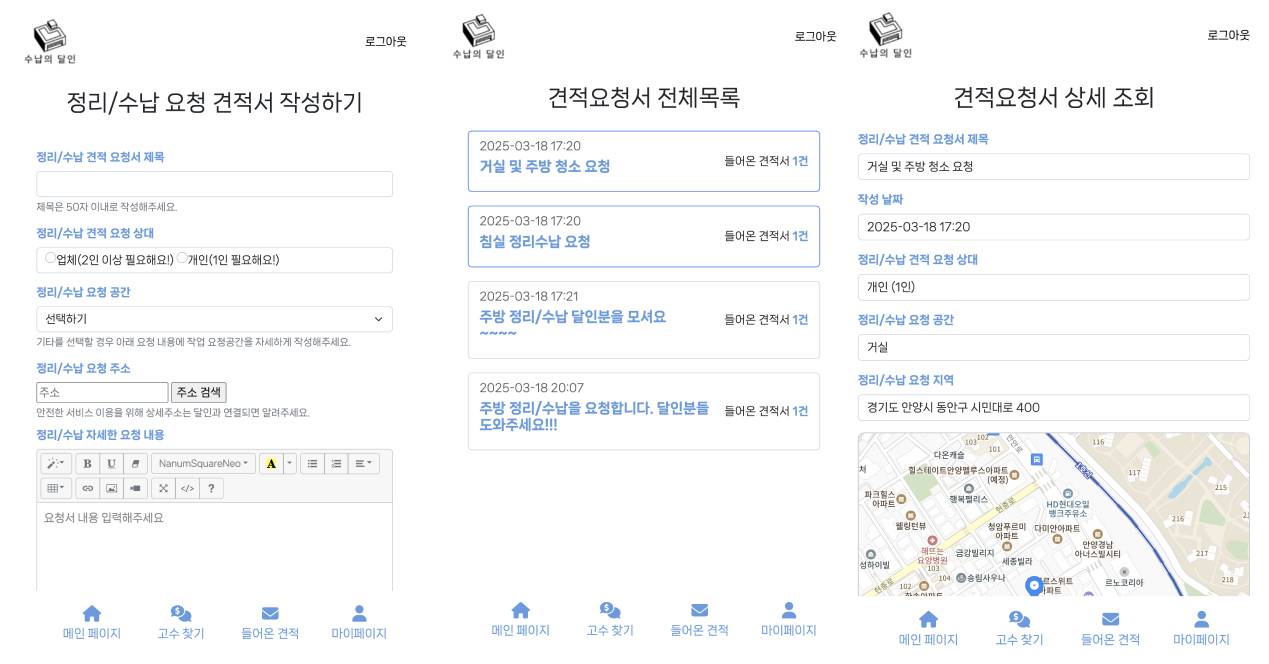 수납의 달인
로그아웃
정리/수납 요청 견적서 작성하기
정리/수납 견적 요청서 제목
제목은 50자 이내로 작성해주세요.
정리/수납 견적 요청 상대
업체(2인 이상 필요해요!) 개인(1인 필요해요!)
정리/수납 요청 공간
선택하기
기타를 선택할 경우 아래 요청 내용에 작업 요청공간을 자세하게 작성해주세요.
정리/수납 요청 주소
주소 주소 검색
안전한 서비스 이용을 위해 상세주소는 달인과 연결되면 알려주세요.
정리/수납 자세한 요청 내용
B U NanumSquareNeo A
</> ?
요청서 내용 입력해주세요
메인 페이지 고수 찾기 들어온 견적 마이페이지
수납의 달인
로그아웃
견적요청서 전체목록
2025-03-18 17:20
거실 및 주방 청소 요청
들어온 견적서 1건
2025-03-18 17:20
침실 정리수납 요청
들어온 견적서 1건
2025-03-18 17:21
주방 정리/수납 달인분을 모셔요
~~~~
들어온 견적서 1건
2025-03-18 20:07
주방 정리/수납을 요청합니다. 달인분들
도와주세요!!!
들어온 견적서 1건
메인 페이지 고수 찾기 들어온 견적 마이페이지
수납의 달인
로그아웃
견적요청서 상세 조회
정리/수납 견적 요청서 제목
거실 및 주방 청소 요청
작성 날짜
2025-03-18 17:20
정리/수납 견적 요청 상대
개인 (1인)
정리/수납 요청 공간
거실
정리/수납 요청 지역
경기도 안양시 동안구 시민대로 400
103 102
101
116
다온캐슬
힐스테이트안양펠루스아파트
(예정)
처
215
파크힐스
아파트
행복팰리스
HD현대오일
뱅크주유소
웰링턴뷰
청암푸르미
아파트
다미안아파트
216
217
218
해뜨는
요양병원
금강빌리지
안양경남
아너스빌시티
성하이빌
세종빌라
103
102
104
송림사우나
르스위트
아파트
르노코리아
메인 페이지 고수 찾기 들어온 견적 마이페이지